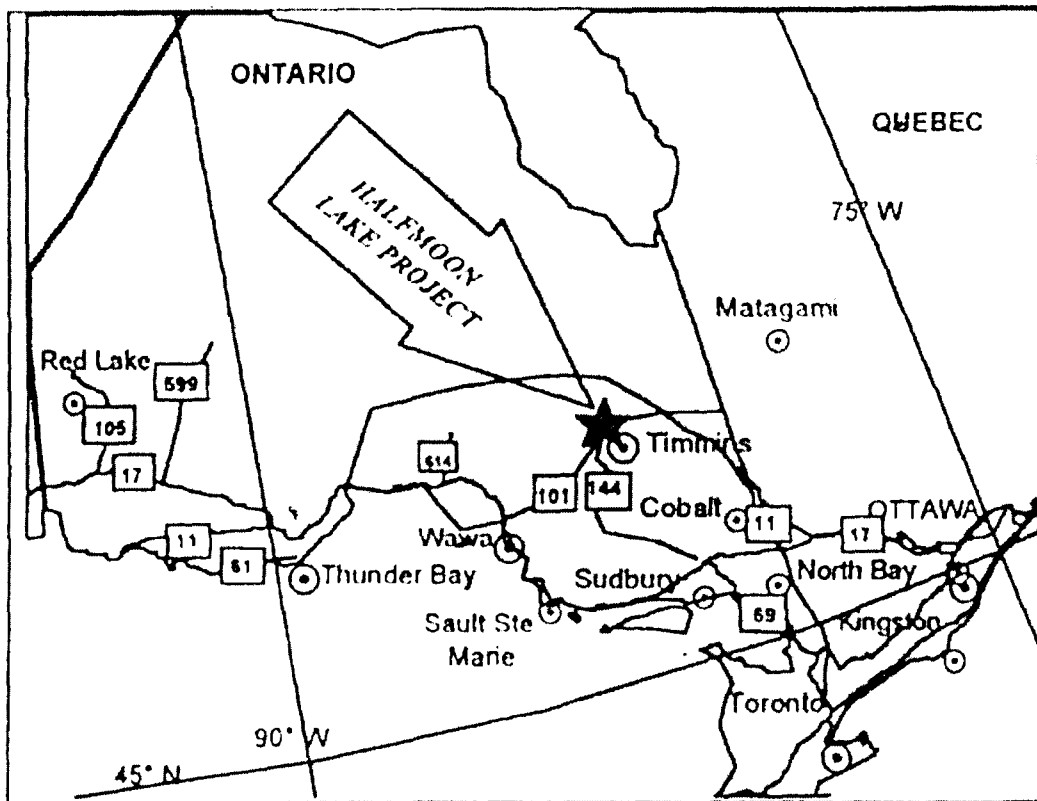 ONTARIO
QUEBEC
HALFMOON
LAKE PROJECT
75° W
Matagami
Red Lake
599
105
17
614
Timmins
101
144
Cobalt
11
17
OTTAWA
11
61
Wawa
Thunder Bay
Sudbury
North Bay
69
Kingston
Sault Ste
Marie
Toronto
90° W
45° N